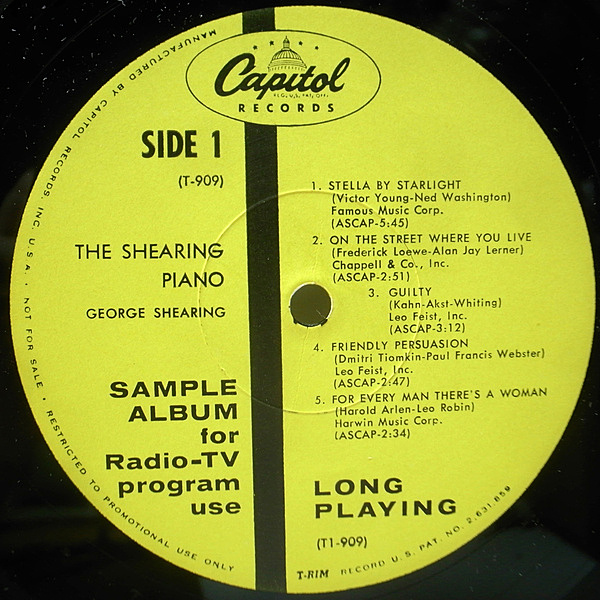 Capitol
REG. U.S. PAT. OFF.
RECORDS
SIDE 1
(T-909)
THE SHEARING
PIANO
GEORGE SHEARING
SAMPLE
ALBUM
for
Radio-TV
program
use
1. STELLA BY STARLIGHT
(Victor Young-Ned Washington)
Famous Music Corp.
(ASCAP-5:45)
2. ON THE STREET WHERE YOU LIVE
(Frederick Loewe-Alan Jay Lerner)
Chappell & Co., Inc.
(ASCAP-2:51)
3. GUILTY
(Kahn-Akst-Whiting)
Leo Feist, Inc.
(ASCAP-3:12)
4. FRIENDLY PERSUASION
(Dmitri Tiomkin-Paul Francis Webster)
Leo Feist, Inc.
(ASCAP-2:47)
5. FOR EVERY MAN THERE'S A WOMAN
(Harold Arlen-Leo Robin)
Harwin Music Corp.
(ASCAP-2:34)
LONG
PLAYING
(T1-909)
T-RIM RECORD U.S. PAT. NO. 2,631,859
MANUFACTURED BY CAPITOL RECORDS, INC. U.S.A. • NOT FOR SALE • RESTRICTED TO PROMOTIONAL USE ONLY